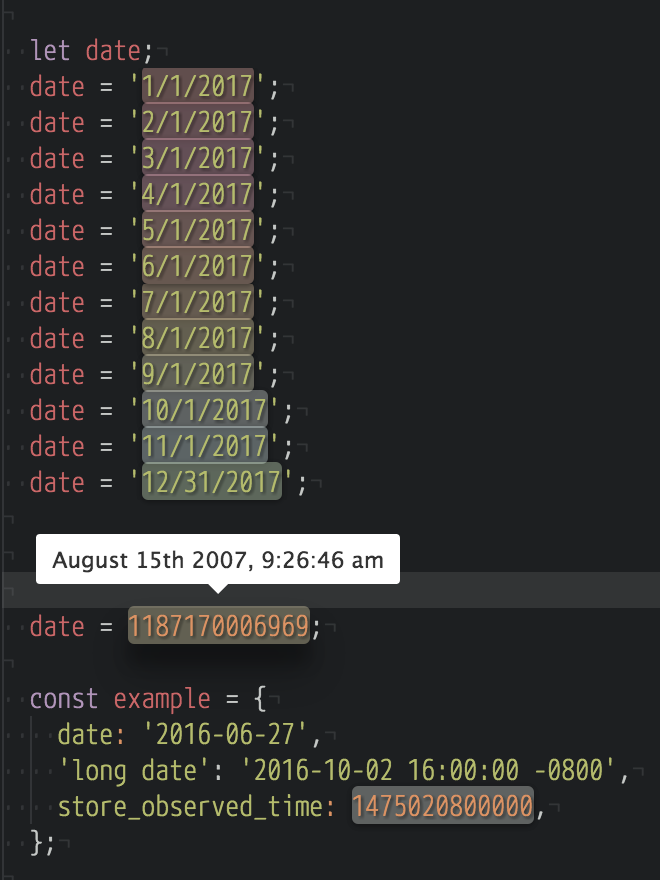 let date;
date = '1/1/2017';
date = '2/1/2017';
date = '3/1/2017';
date = '4/1/2017';
date = '5/1/2017';
date = '6/1/2017';
date = '7/1/2017';
date = '8/1/2017';
date = '9/1/2017';
date = '10/1/2017';
date = '11/1/2017';
date = '12/31/2017';
August 15th 2007, 9:26:46 am
date = 1187170006969;
const example = {
date: '2016-06-27',
'long date': '2016-10-02 16:00:00 -0800',
store_observed_time: 1475020800000,
};